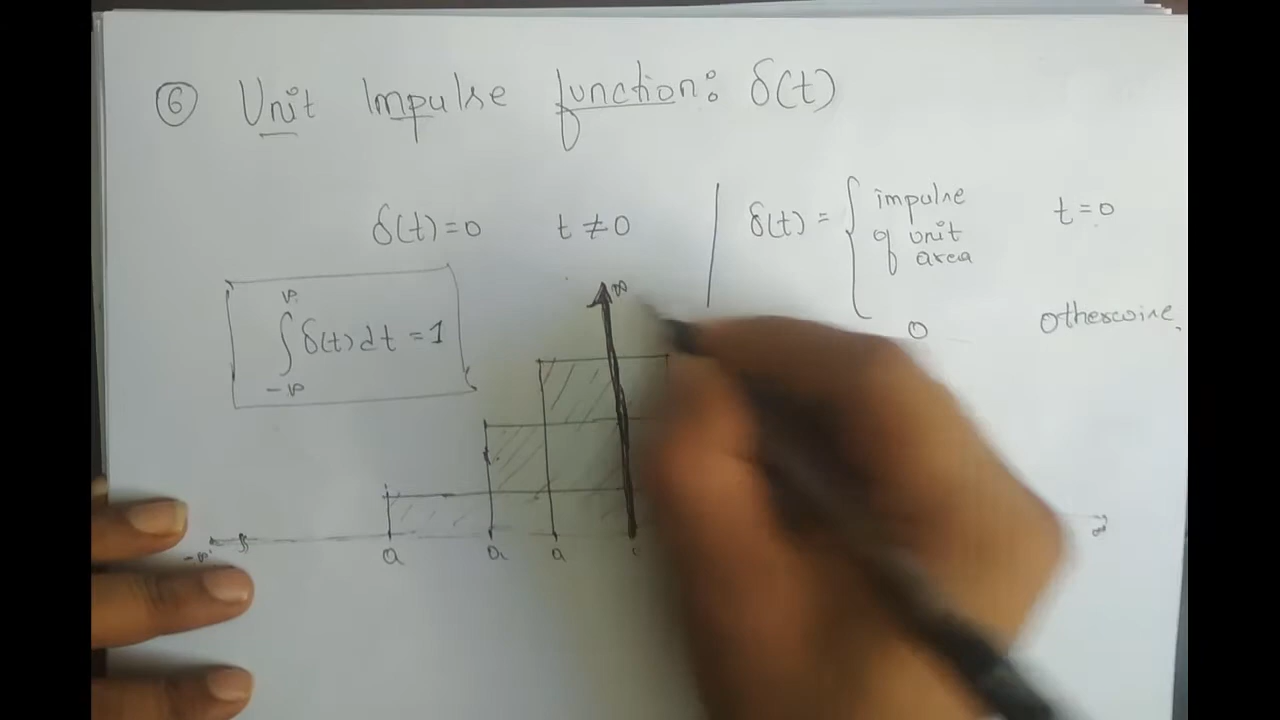 ⑥ Unit Impulse function: δ(t)
δ(t)=0 t≠0
δ(t) = { impulse of unit area t=0
0 otherwise.
∫ δ(t) dt = 1
∞
-∞
∞
-∞
a a a
∞